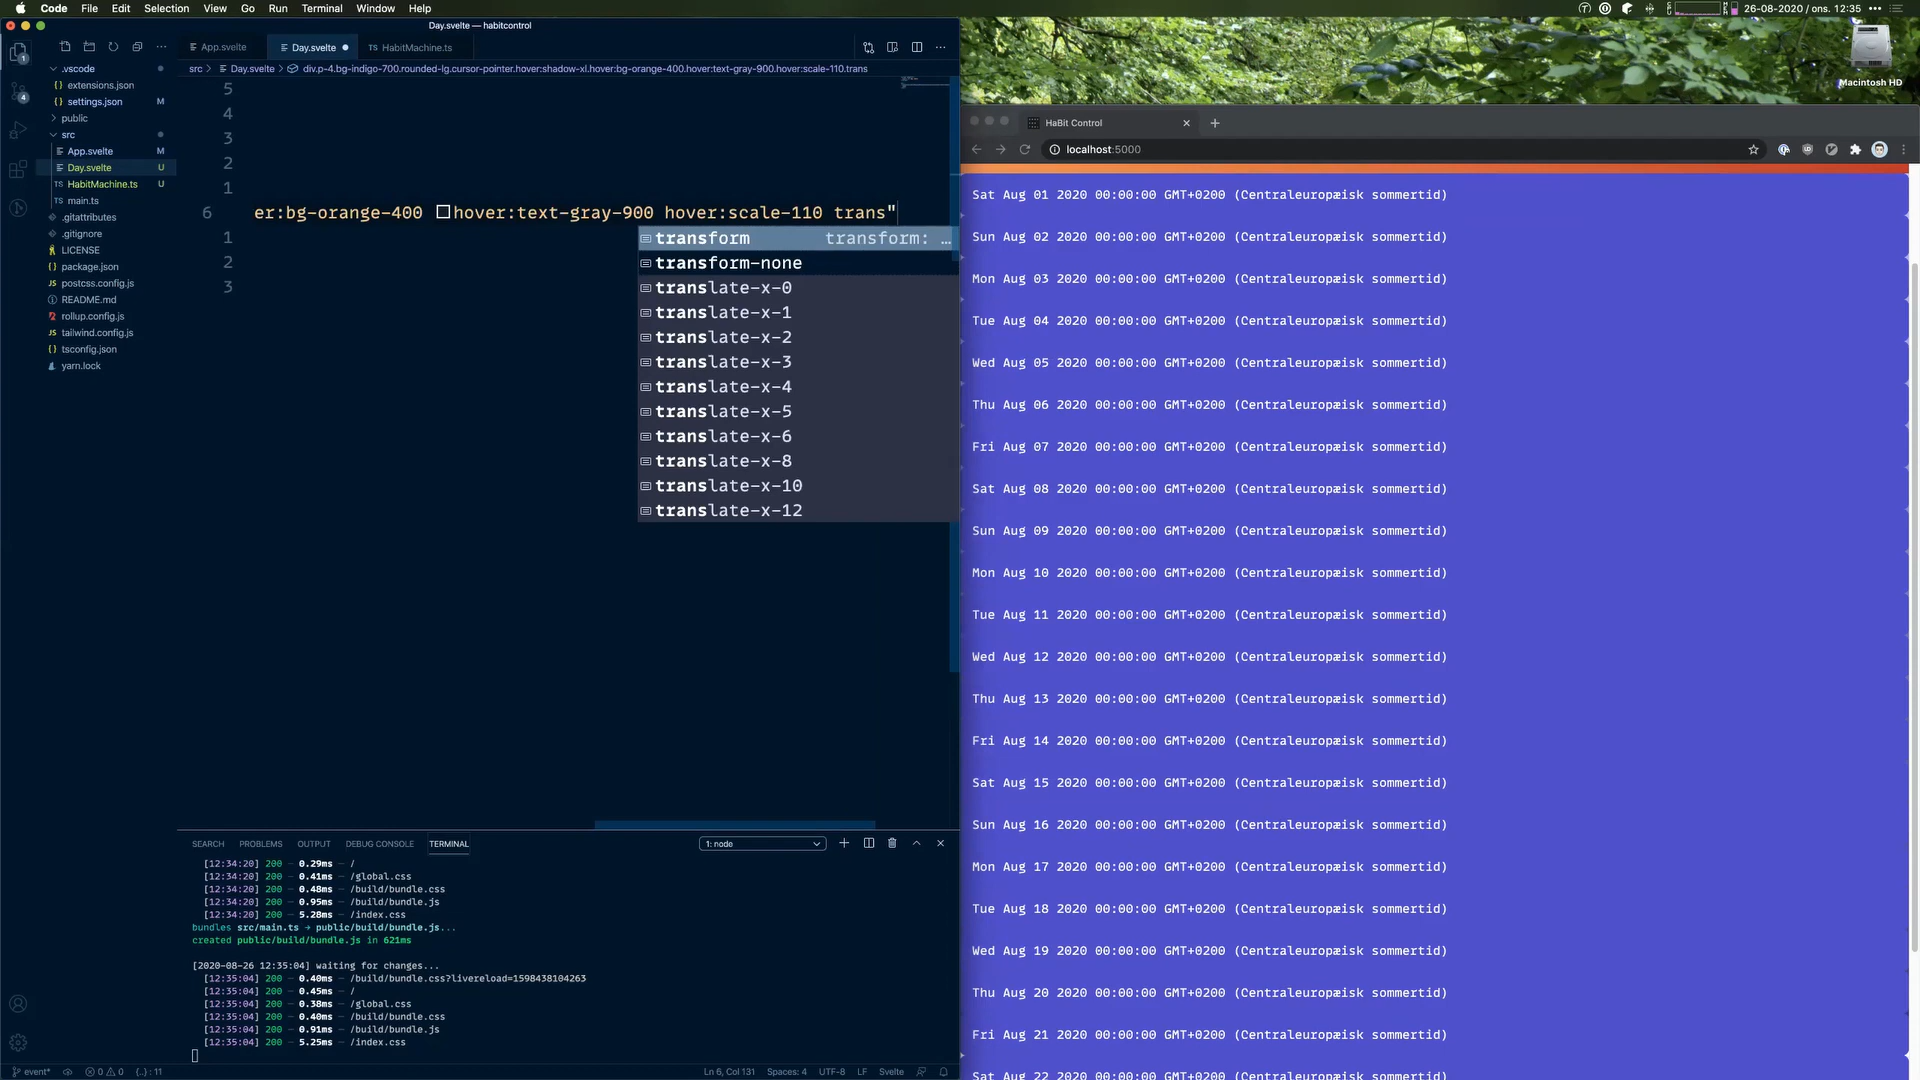 Code File Edit Selection View Go Run Terminal Window Help
26-08-2020 / ons. 12:35
Day.svelte — habitcontrol
App.svelte
Day.svelte
TS HabitMachine.ts
src > Day.svelte > div.p-4.bg-indigo-700.rounded-lg.cursor-pointer.hover:shadow-xl.hover:bg-orange-400.hover:text-gray-900.hover:scale-110.trans
1
4
.vscode
{} extensions.json
{} settings.json M
public
src
App.svelte M
Day.svelte U
TS HabitMachine.ts U
TS main.ts
.gitattributes
.gitignore
LICENSE
package.json
JS postcss.config.js
README.md
rollup.config.js
JS tailwind.config.js
tsconfig.json
yarn.lock
5
4
3
2
1
6 er:bg-orange-400 hover:text-gray-900 hover:scale-110 trans"
1
2
3
transform transform: …
transform-none
translate-x-0
translate-x-1
translate-x-2
translate-x-3
translate-x-4
translate-x-5
translate-x-6
translate-x-8
translate-x-10
translate-x-12
SEARCH PROBLEMS OUTPUT DEBUG CONSOLE TERMINAL
1: node
[12:34:20] 200 – 0.29ms – /
[12:34:20] 200 – 0.41ms – /global.css
[12:34:20] 200 – 0.48ms – /build/bundle.css
[12:34:20] 200 – 0.95ms – /build/bundle.js
[12:34:20] 200 – 5.28ms – /index.css
bundles src/main.ts → public/build/bundle.js...
created public/build/bundle.js in 621ms
[2020-08-26 12:35:04] waiting for changes...
[12:35:04] 200 – 0.40ms – /build/bundle.css?livereload=1598438104263
[12:35:04] 200 – 0.45ms – /
[12:35:04] 200 – 0.38ms – /global.css
[12:35:04] 200 – 0.40ms – /build/bundle.css
[12:35:04] 200 – 0.91ms – /build/bundle.js
[12:35:04] 200 – 5.25ms – /index.css
event* 0 0 {..} : 11
Ln 6, Col 131 Spaces: 4 UTF-8 LF Svelte
Macintosh HD
HaBit Control
localhost:5000
Sat Aug 01 2020 00:00:00 GMT+0200 (Centraleuropæisk sommertid)
Sun Aug 02 2020 00:00:00 GMT+0200 (Centraleuropæisk sommertid)
Mon Aug 03 2020 00:00:00 GMT+0200 (Centraleuropæisk sommertid)
Tue Aug 04 2020 00:00:00 GMT+0200 (Centraleuropæisk sommertid)
Wed Aug 05 2020 00:00:00 GMT+0200 (Centraleuropæisk sommertid)
Thu Aug 06 2020 00:00:00 GMT+0200 (Centraleuropæisk sommertid)
Fri Aug 07 2020 00:00:00 GMT+0200 (Centraleuropæisk sommertid)
Sat Aug 08 2020 00:00:00 GMT+0200 (Centraleuropæisk sommertid)
Sun Aug 09 2020 00:00:00 GMT+0200 (Centraleuropæisk sommertid)
Mon Aug 10 2020 00:00:00 GMT+0200 (Centraleuropæisk sommertid)
Tue Aug 11 2020 00:00:00 GMT+0200 (Centraleuropæisk sommertid)
Wed Aug 12 2020 00:00:00 GMT+0200 (Centraleuropæisk sommertid)
Thu Aug 13 2020 00:00:00 GMT+0200 (Centraleuropæisk sommertid)
Fri Aug 14 2020 00:00:00 GMT+0200 (Centraleuropæisk sommertid)
Sat Aug 15 2020 00:00:00 GMT+0200 (Centraleuropæisk sommertid)
Sun Aug 16 2020 00:00:00 GMT+0200 (Centraleuropæisk sommertid)
Mon Aug 17 2020 00:00:00 GMT+0200 (Centraleuropæisk sommertid)
Tue Aug 18 2020 00:00:00 GMT+0200 (Centraleuropæisk sommertid)
Wed Aug 19 2020 00:00:00 GMT+0200 (Centraleuropæisk sommertid)
Thu Aug 20 2020 00:00:00 GMT+0200 (Centraleuropæisk sommertid)
Fri Aug 21 2020 00:00:00 GMT+0200 (Centraleuropæisk sommertid)
Sat Aug 22 2020 00:00:00 GMT+0200 (Centraleuropæisk sommertid)